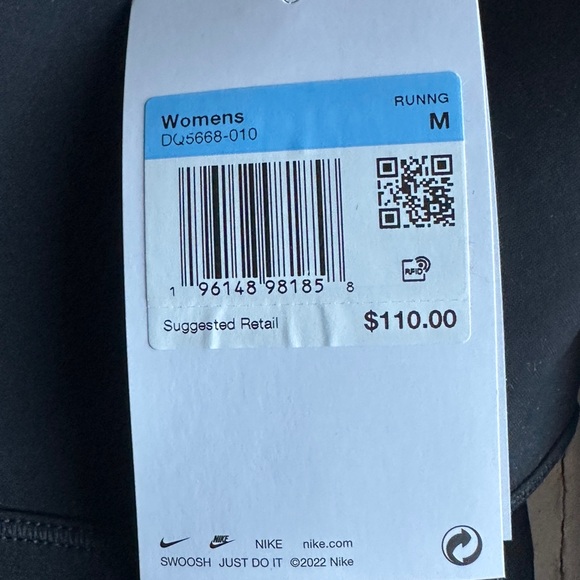 Womens RUNNG
DQ5668-010 M
RFID
1 96148 98185 8
Suggested Retail $110.00
NIKE NIKE nike.com
SWOOSH JUST DO IT ©2022 Nike